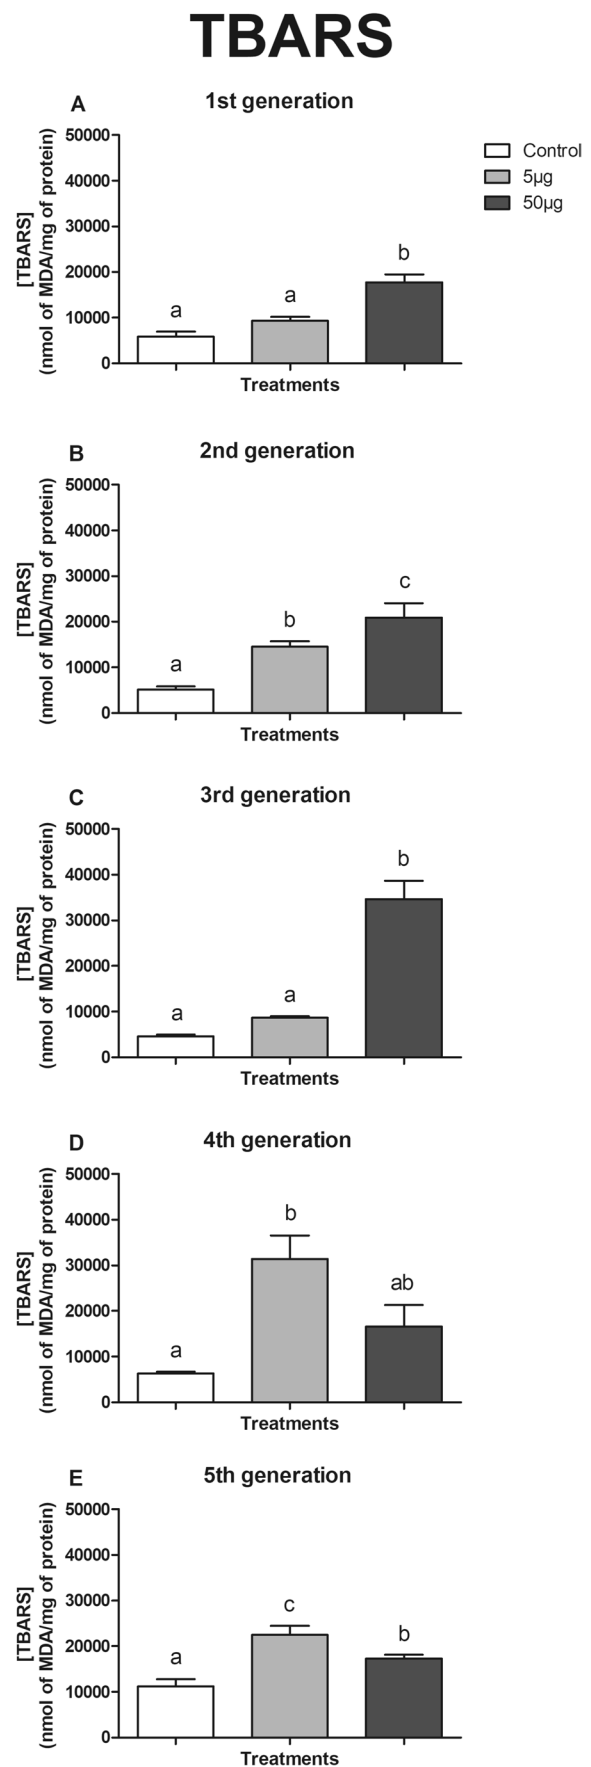 TBARS
A 1st generation
[TBARS]
(nmol of MDA/mg of protein)
50000
40000
30000
20000
10000
0
a a b
Treatments
Control
5µg
50µg
B 2nd generation
[TBARS]
(nmol of MDA/mg of protein)
50000
40000
30000
20000
10000
0
a b c
Treatments
C 3rd generation
[TBARS]
(nmol of MDA/mg of protein)
50000
40000
30000
20000
10000
0
a a b
Treatments
D 4th generation
[TBARS]
(nmol of MDA/mg of protein)
50000
40000
30000
20000
10000
0
a b ab
Treatments
E 5th generation
[TBARS]
(nmol of MDA/mg of protein)
50000
40000
30000
20000
10000
0
a c b
Treatments